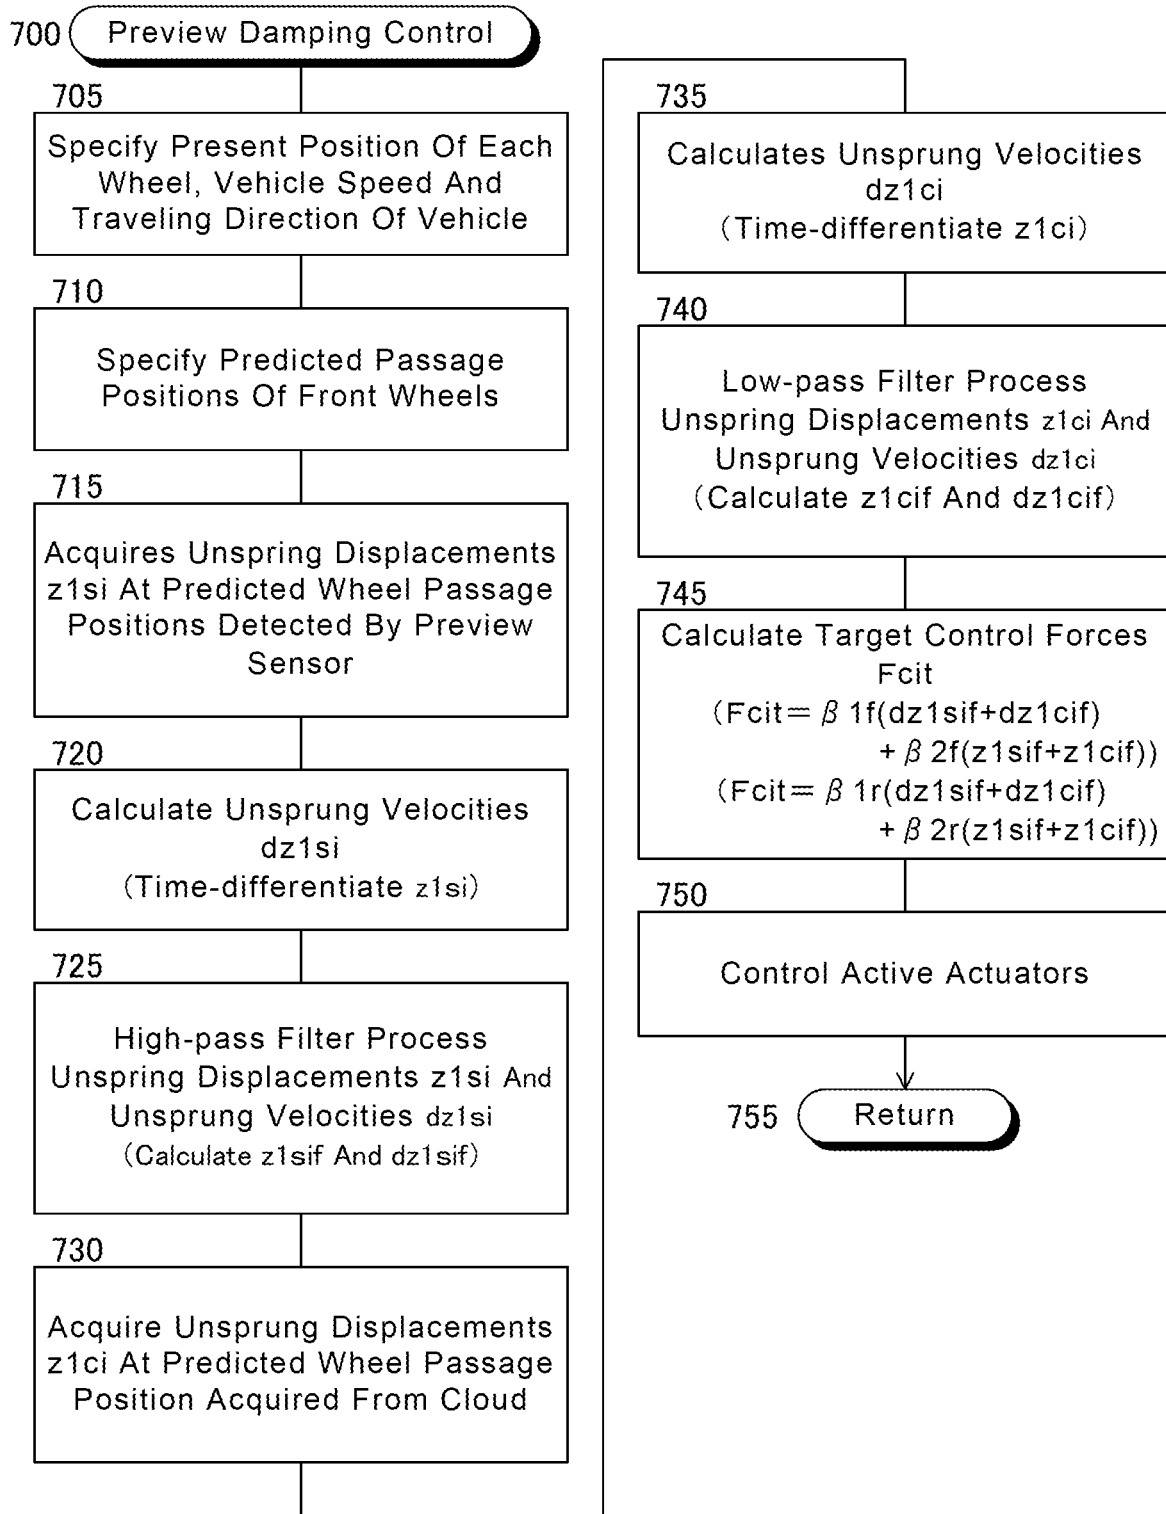 700 Preview Damping Control
705
Specify Present Position Of Each
Wheel, Vehicle Speed And
Traveling Direction Of Vehicle
710
Specify Predicted Passage
Positions Of Front Wheels
715
Acquires Unspring Displacements
z1si At Predicted Wheel Passage
Positions Detected By Preview
Sensor
720
Calculate Unsprung Velocities
dz1si
(Time-differentiate z1si)
725
High-pass Filter Process
Unspring Displacements z1si And
Unsprung Velocities dz1si
(Calculate z1sif And dz1sif)
730
Acquire Unsprung Displacements
z1ci At Predicted Wheel Passage
Position Acquired From Cloud
735
Calculates Unsprung Velocities
dz1ci
(Time-differentiate z1ci)
740
Low-pass Filter Process
Unspring Displacements z1ci And
Unsprung Velocities dz1ci
(Calculate z1cif And dz1cif)
745
Calculate Target Control Forces
Fcit
(Fcit= β 1f(dz1sif+dz1cif)
+ β 2f(z1sif+z1cif))
(Fcit= β 1r(dz1sif+dz1cif)
+ β 2r(z1sif+z1cif))
750
Control Active Actuators
755 Return